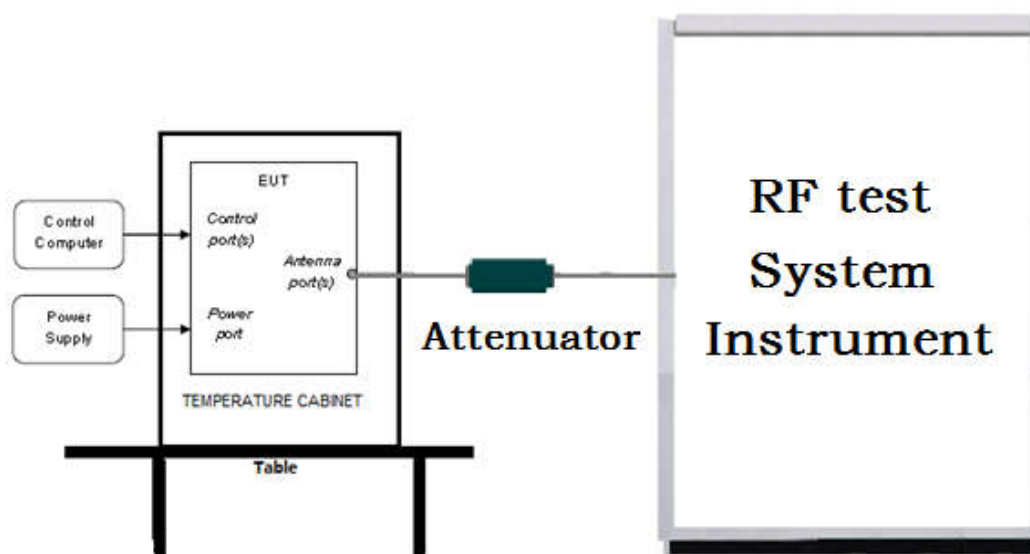 Control
Computer
Power
Supply
EUT
Control
port(s)
Antenna
port(s)
Power
port
TEMPERATURE CABINET
Table
Attenuator
RF test
System
Instrument